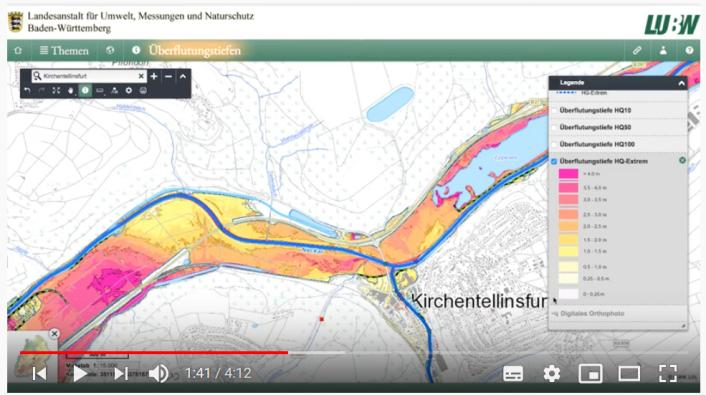 Landesanstalt für Umwelt, Messungen und Naturschutz
Baden-Württemberg
LUBW
Themen
Überflutungstiefen
Kirchentellinsfurt
Legende
HQ-Extrem
Überflutungstiefe HQ10
Überflutungstiefe HQ50
Überflutungstiefe HQ100
Überflutungstiefe HQ-Extrem
> 4.0 m
3.5 - 4.0 m
3.0 - 3.5 m
2.5 - 3.0 m
2.0 - 2.5 m
1.5 - 2.0 m
1.0 - 1.5 m
0.5 - 1.0 m
0.25 - 0.5 m
0 - 0.25m
Digitales Orthophoto
Neckar
Kirchentellinsfur
1:41 / 4:12